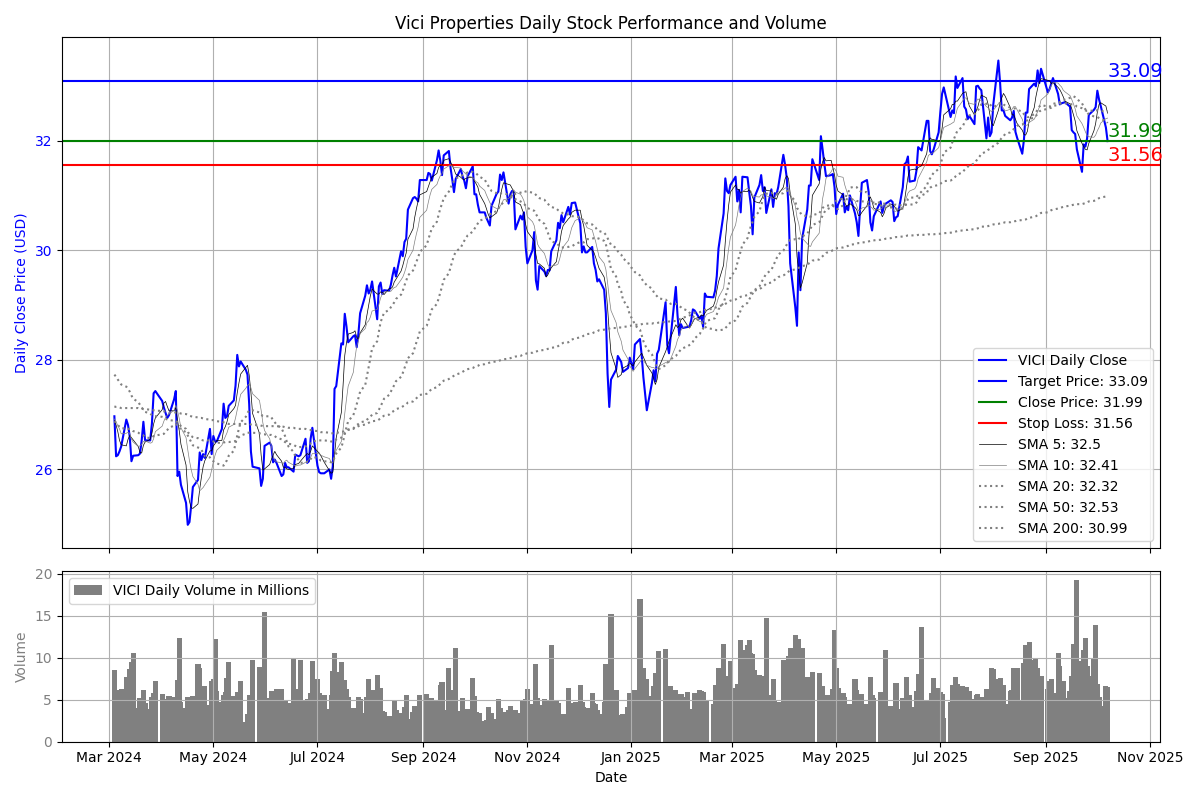 Vici Properties Daily Stock Performance and Volume
Daily Close Price (USD)
32
30
28
26
33.09
31.99
31.56
VICI Daily Close
Target Price: 33.09
Close Price: 31.99
Stop Loss: 31.56
SMA 5: 32.5
SMA 10: 32.41
SMA 20: 32.32
SMA 50: 32.53
SMA 200: 30.99
Volume
20
15
10
5
0
VICI Daily Volume in Millions
Mar 2024 May 2024 Jul 2024 Sep 2024 Nov 2024 Jan 2025 Mar 2025 May 2025 Jul 2025 Sep 2025 Nov 2025
Date